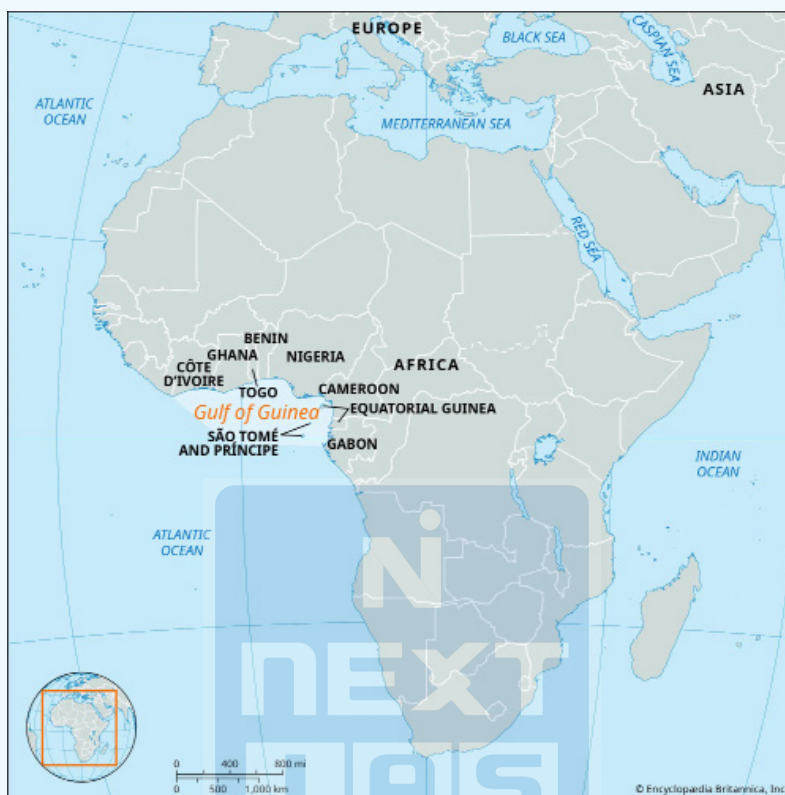 EUROPE
BLACK SEA
CASPIAN SEA
ASIA
ATLANTIC
OCEAN
MEDITERRANEAN SEA
RED SEA
BENIN
GHANA
NIGERIA
AFRICA
CÔTE
D'IVOIRE
TOGO
CAMEROON
Gulf of Guinea
EQUATORIAL GUINEA
SÃO TOMÉ
AND PRÍNCIPE
GABON
INDIAN
OCEAN
ATLANTIC
OCEAN
NEXT
IAS
0 400 800 mi
0 500 1,000 km
© Encyclopædia Britannica, Inc